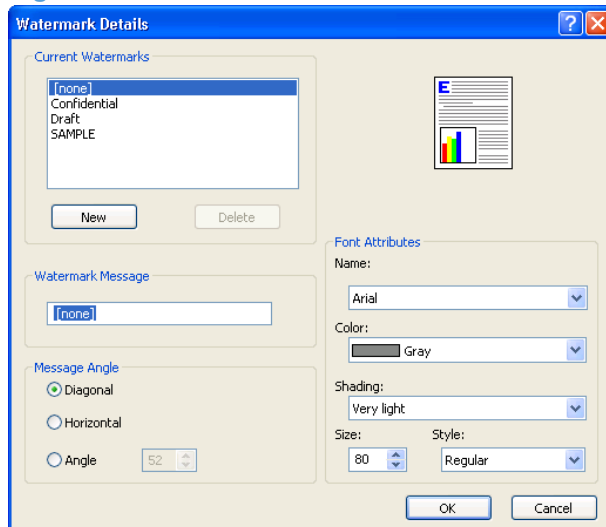 Watermark Details
Current Watermarks
[none]
Confidential
Draft
SAMPLE
New
Delete
Watermark Message
[none]
Message Angle
Diagonal
Horizontal
Angle
52
E
Font Attributes
Name:
Arial
Color:
Gray
Shading:
Very light
Size:
Style:
80
Regular
OK
Cancel